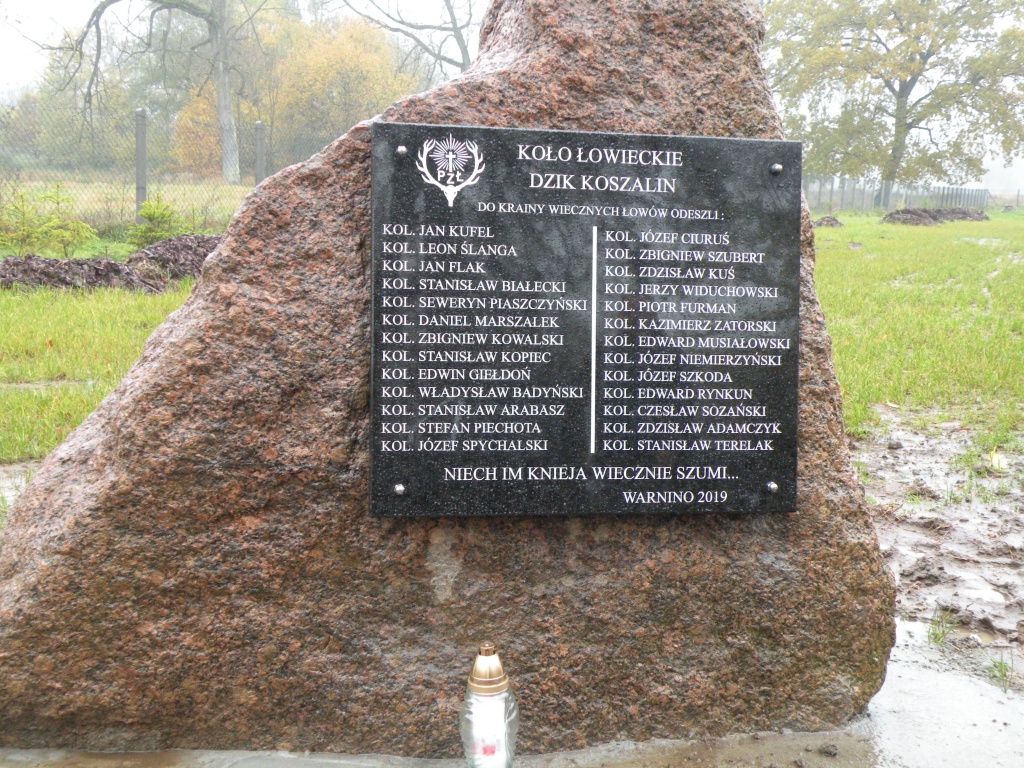 PZŁ
KOŁO ŁOWIECKIE
DZIK KOSZALIN
DO KRAINY WIECZNYCH ŁOWÓW ODESZLI :
KOL. JAN KUFEL
KOL. LEON ŚLANGA
KOL. JAN FLAK
KOL. STANISŁAW BIAŁECKI
KOL. SEWERYN PIASZCZYŃSKI
KOL. DANIEL MARSZAŁEK
KOL. ZBIGNIEW KOWALSKI
KOL. STANISŁAW KOPIEC
KOL. EDWIN GIEŁDOŃ
KOL. WŁADYSŁAW BADYŃSKI
KOL. STANISŁAW ARABASZ
KOL. STEFAN PIECHOTA
KOL. JÓZEF SPYCHALSKI
KOL. JÓZEF CIURUŚ
KOL. ZBIGNIEW SZUBERT
KOL. ZDZISŁAW KUŚ
KOL. JERZY WIDUCHOWSKI
KOL. PIOTR FURMAN
KOL. KAZIMIERZ ZATORSKI
KOL. EDWARD MUSIAŁOWSKI
KOL. JÓZEF NIEMIERZYŃSKI
KOL. JÓZEF SZKODA
KOL. EDWARD RYNKUN
KOL. CZESŁAW SOZAŃSKI
KOL. ZDZISŁAW ADAMCZYK
KOL. STANISŁAW TERELAK
NIECH IM KNIEJA WIECZNIE SZUMI...
WARNINO 2019